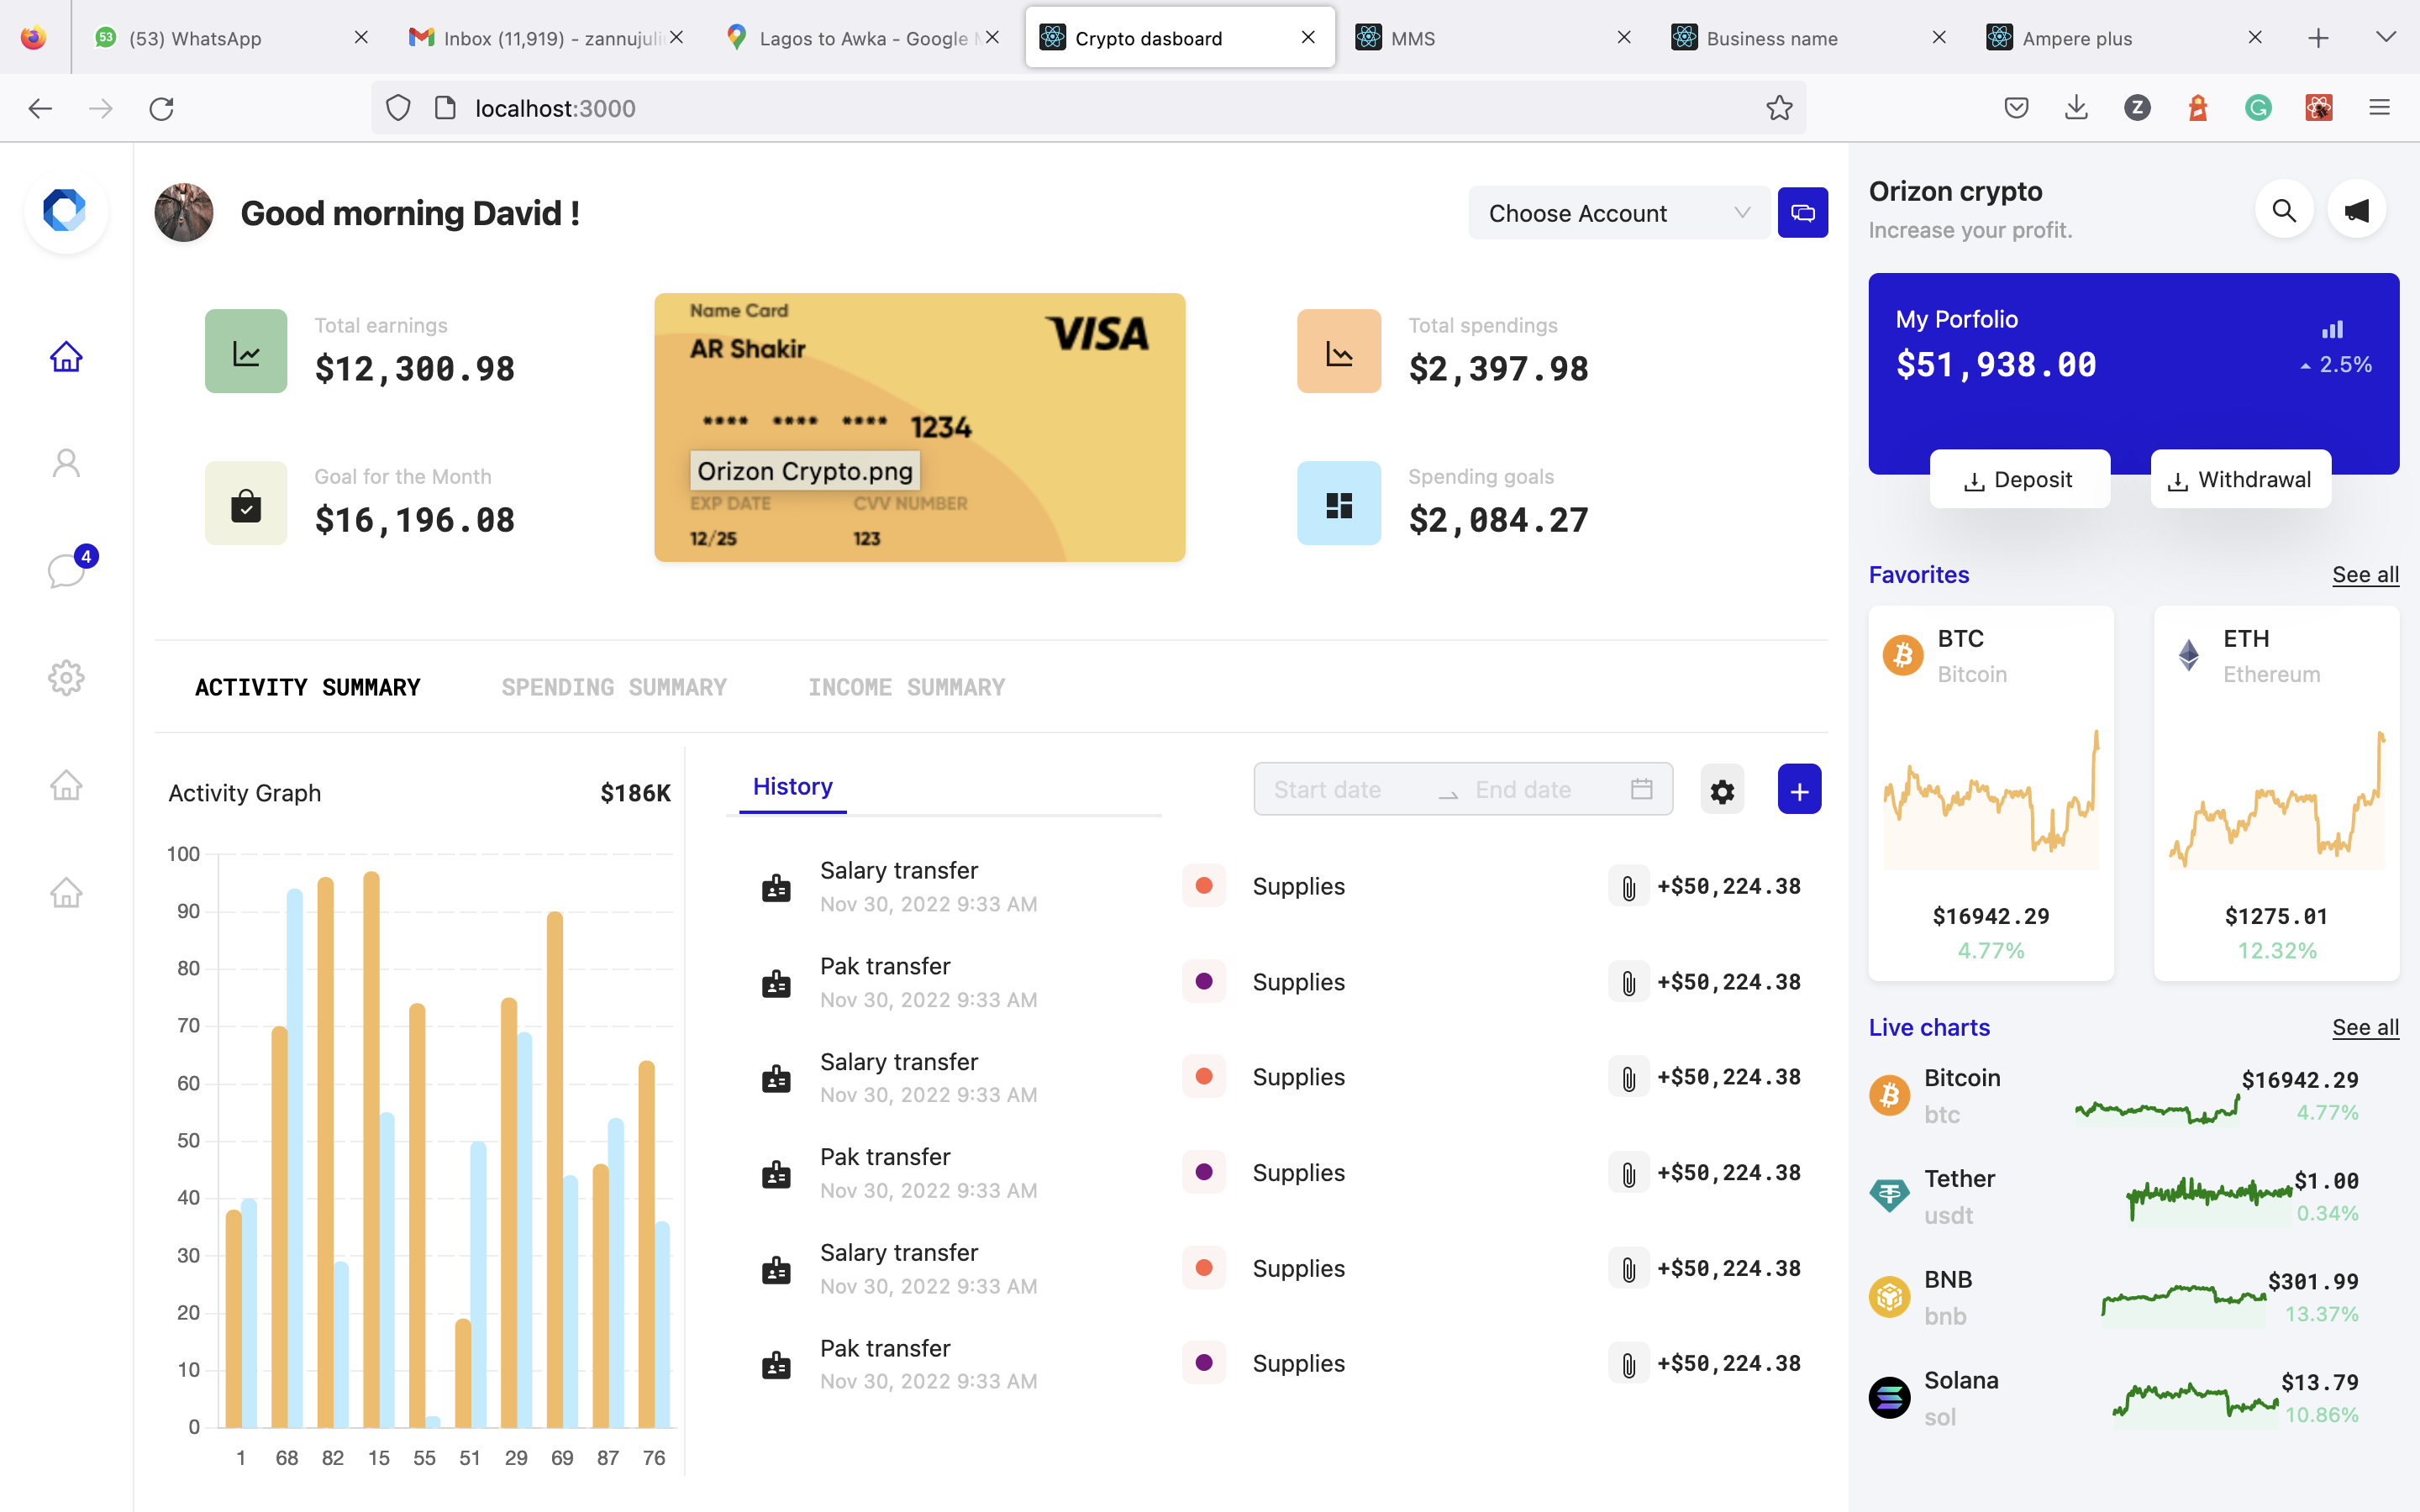 53
(53) WhatsApp
Inbox (11,919) - zannujuli
Lagos to Awka - Google
Crypto dasboard
MMS
Business name
Ampere plus
localhost:3000
Z
G
Good morning David !
Choose Account
Total earnings
$12,300.98
Goal for the Month
$16,196.08
Name Card
AR Shakir
VISA
**** **** **** 1234
Orizon Crypto.png
EXP DATE CVV NUMBER
12/25 123
Total spendings
$2,397.98
Spending goals
$2,084.27
4
ACTIVITY SUMMARY
SPENDING SUMMARY
INCOME SUMMARY
Activity Graph
$186K
100
90
80
70
60
50
40
30
20
10
0
1 68 82 15 55 51 29 69 87 76
History
Start date
End date
Salary transfer
Nov 30, 2022 9:33 AM
Supplies
+$50,224.38
Pak transfer
Nov 30, 2022 9:33 AM
Supplies
+$50,224.38
Salary transfer
Nov 30, 2022 9:33 AM
Supplies
+$50,224.38
Pak transfer
Nov 30, 2022 9:33 AM
Supplies
+$50,224.38
Salary transfer
Nov 30, 2022 9:33 AM
Supplies
+$50,224.38
Pak transfer
Nov 30, 2022 9:33 AM
Supplies
+$50,224.38
Orizon crypto
Increase your profit.
My Porfolio
$51,938.00
2.5%
Deposit
Withdrawal
Favorites
See all
BTC
Bitcoin
$16942.29
4.77%
ETH
Ethereum
$1275.01
12.32%
Live charts
See all
Bitcoin
btc
$16942.29
4.77%
Tether
usdt
$1.00
0.34%
BNB
bnb
$301.99
13.37%
Solana
sol
$13.79
10.86%